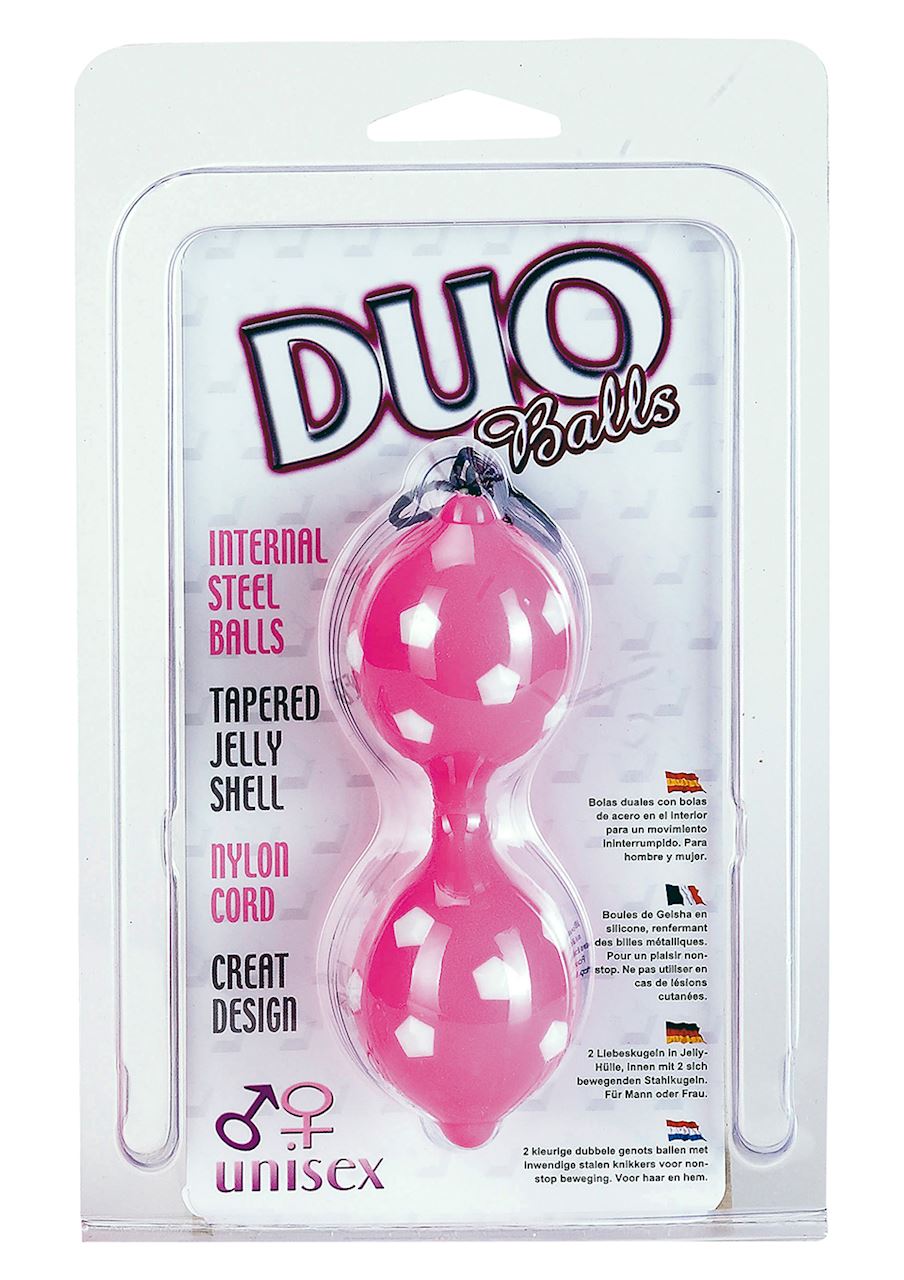 DUO
Balls
INTERNAL
STEEL
BALLS
TAPERED
JELLY
SHELL
NYLON
CORD
CREAT
DESIGN
unisex
Bolas duales con bolas
de acero en el interior
para un movimiento
ininterrumpido. Para
hombre y mujer.
Boules de Geisha en
silicone, renfermant
des billes métalliques.
Pour un plaisir non-
stop. Ne pas utiliser en
cas de lésions
cutanées.
2 Liebeskugeln in Jelly-
Hülle, innen mit 2 sich
bewegenden Stahlkugeln.
Für Mann oder Frau.
2 kleurige dubbele genots ballen met
inwendige stalen knikkers voor non-
stop beweging. Voor haar en hem.